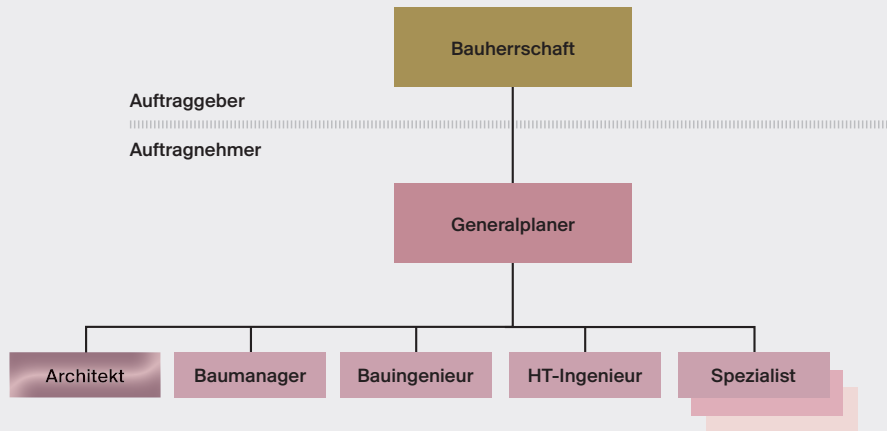 Bauherrschaft
Auftraggeber
Auftragnehmer
Generalplaner
Architekt
Baumanager
Bauingenieur
HT-Ingenieur
Spezialist